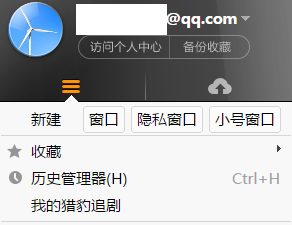 @qq.com
访问个人中心 备份收藏
新建 窗口 隐私窗口 小号窗口
收藏
历史管理器(H) Ctrl+H
我的猎豹追剧